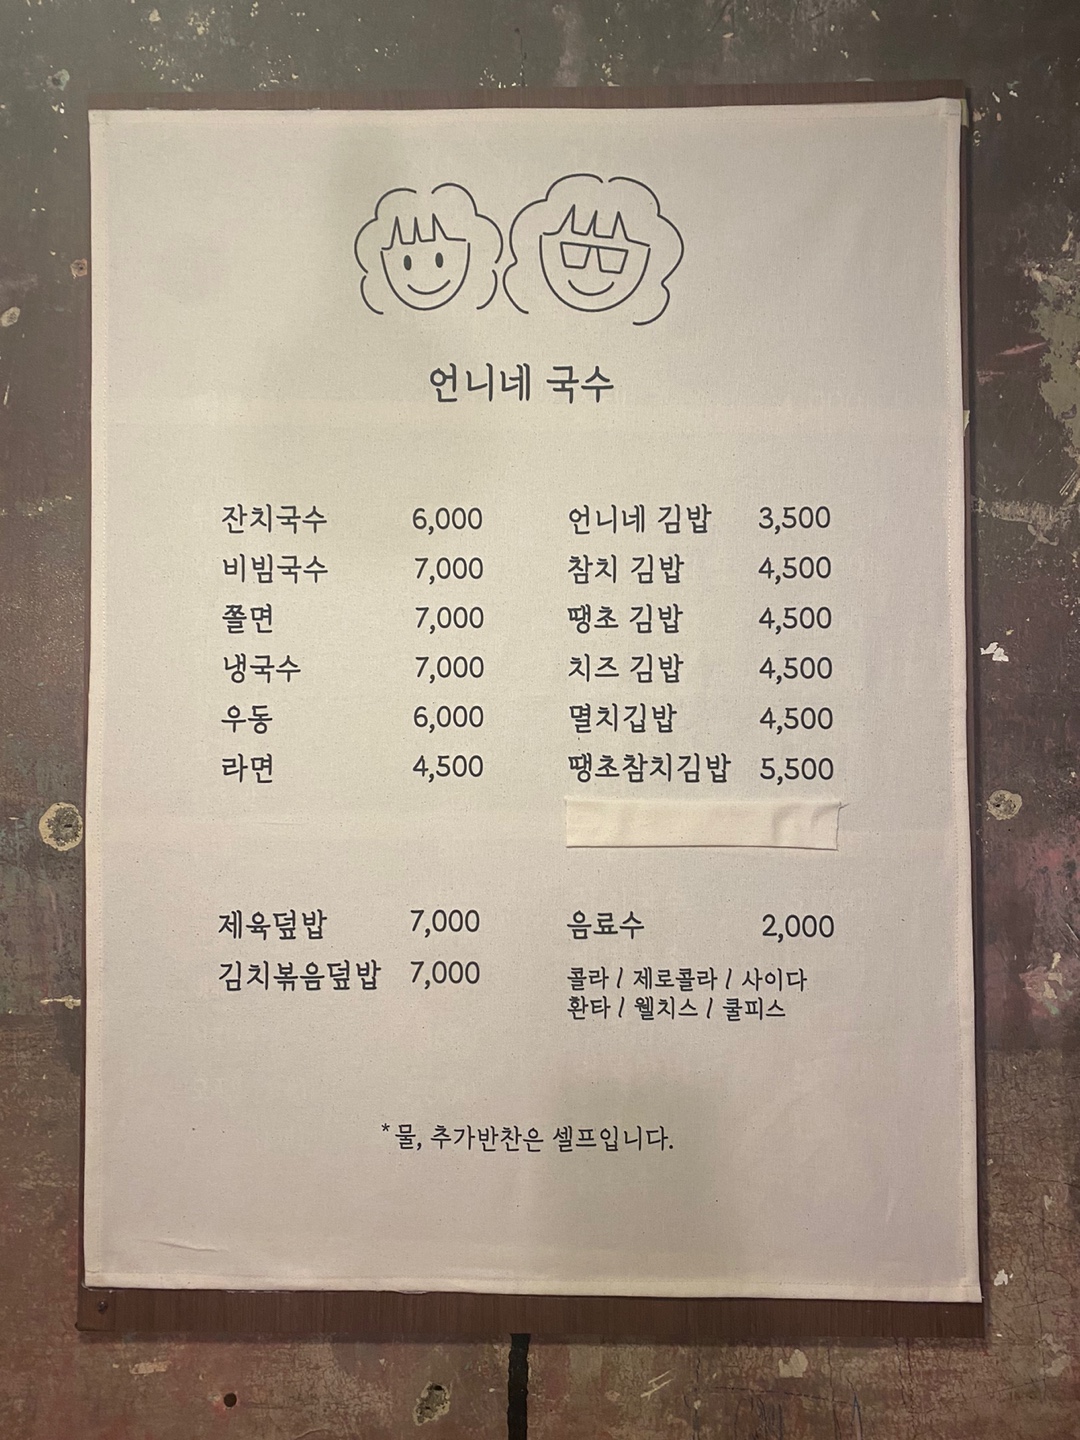 언니네 국수
잔치국수 6,000
비빔국수 7,000
쫄면 7,000
냉국수 7,000
우동 6,000
라면 4,500
언니네 김밥 3,500
참치 김밥 4,500
땡초 김밥 4,500
치즈 김밥 4,500
멸치깁밥 4,500
땡초참치김밥 5,500
제육덮밥 7,000
김치볶음덮밥 7,000
음료수 2,000
콜라 / 제로콜라 / 사이다
환타 / 웰치스 / 쿨피스
*물, 추가반찬은 셀프입니다.